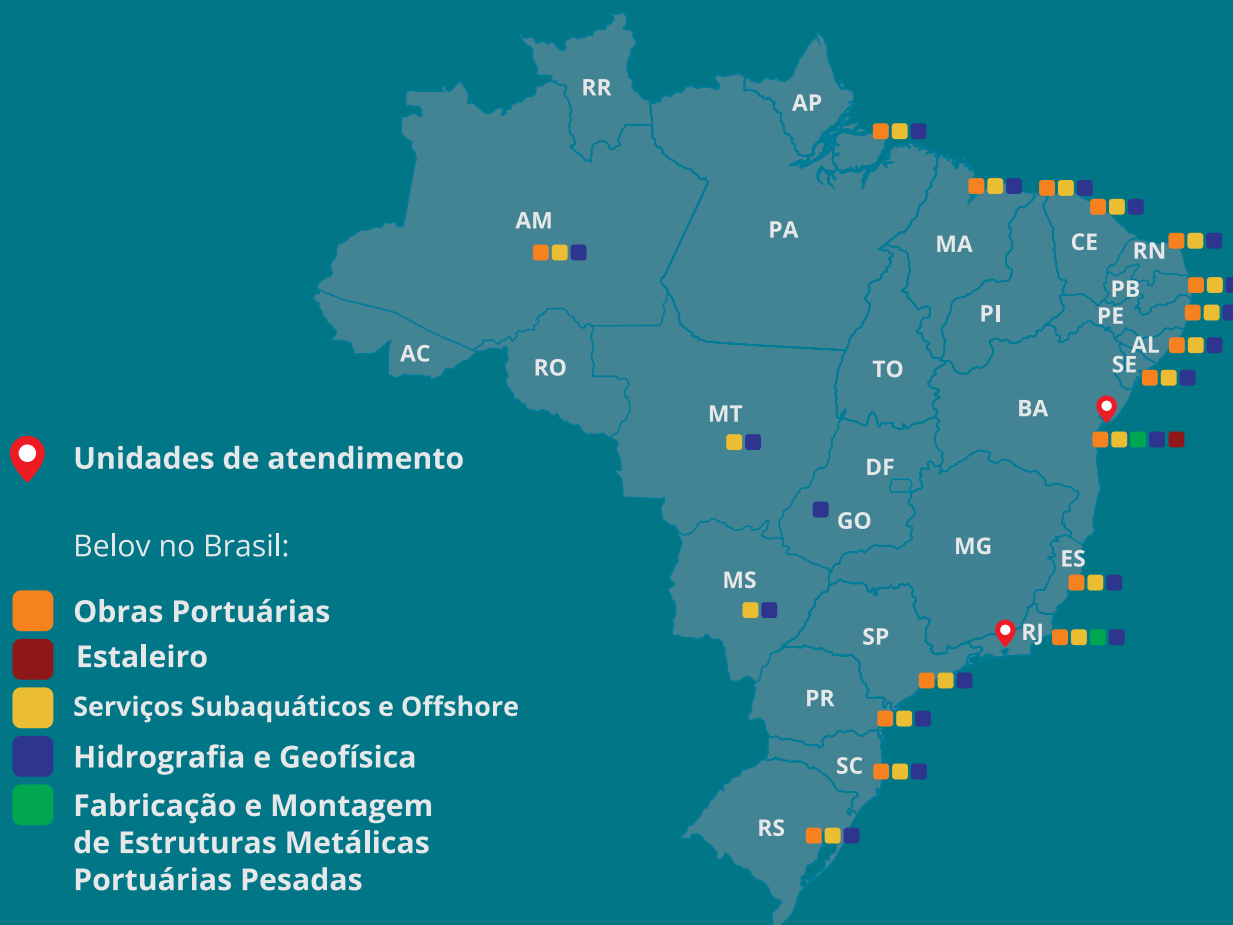 RR
AP
AM
PA
MA
CE
RN
PB
PI
PE
AL
SE
AC
RO
TO
MT
BA
DF
GO
MG
ES
MS
SP
RJ
PR
SC
RS
Unidades de atendimento
Belov no Brasil:
Obras Portuárias
Estaleiro
Serviços Subaquáticos e Offshore
Hidrografia e Geofísica
Fabricação e Montagem
de Estruturas Metálicas
Portuárias Pesadas